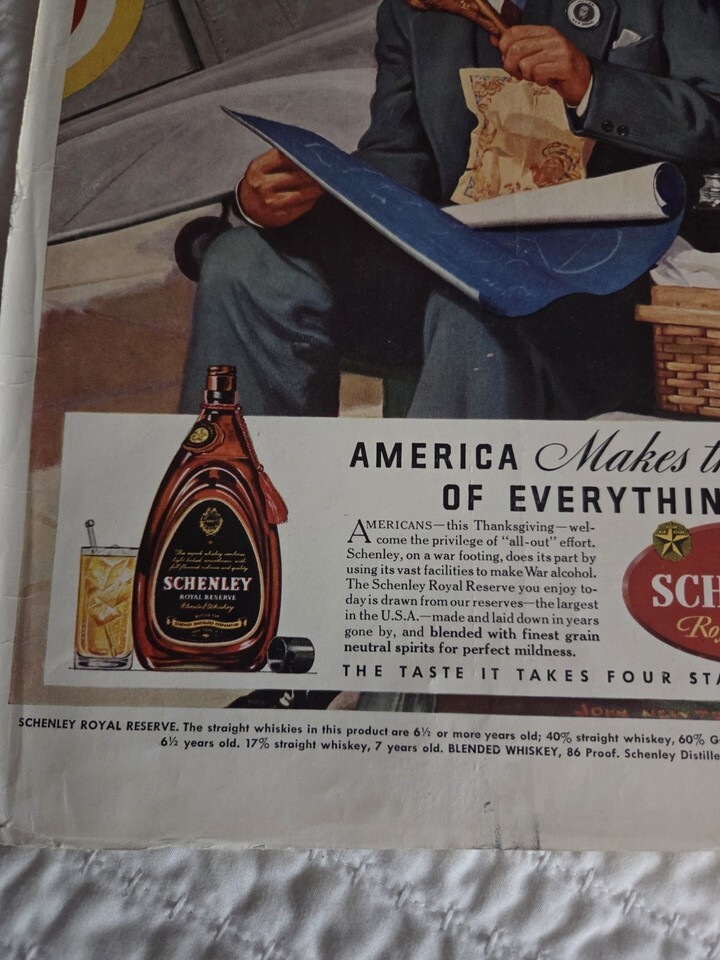 AMERICA Makes th
OF EVERYTHIN
AMERICANS—this Thanksgiving—wel-
come the privilege of "all-out" effort.
Schenley, on a war footing, does its part by
using its vast facilities to make War alcohol.
The Schenley Royal Reserve you enjoy to-
day is drawn from our reserves—the largest
in the U.S.A.—made and laid down in years
gone by, and blended with finest grain
neutral spirits for perfect mildness.
SCH
Ro
SCHENLEY
ROYAL RESERVE
Blended Whiskey
THE TASTE IT TAKES FOUR STA
JOHN
SCHENLEY ROYAL RESERVE. The straight whiskies in this product are 6½ or more years old; 40% straight whiskey, 60% G
6½ years old. 17% straight whiskey, 7 years old. BLENDED WHISKEY, 86 Proof. Schenley Distille